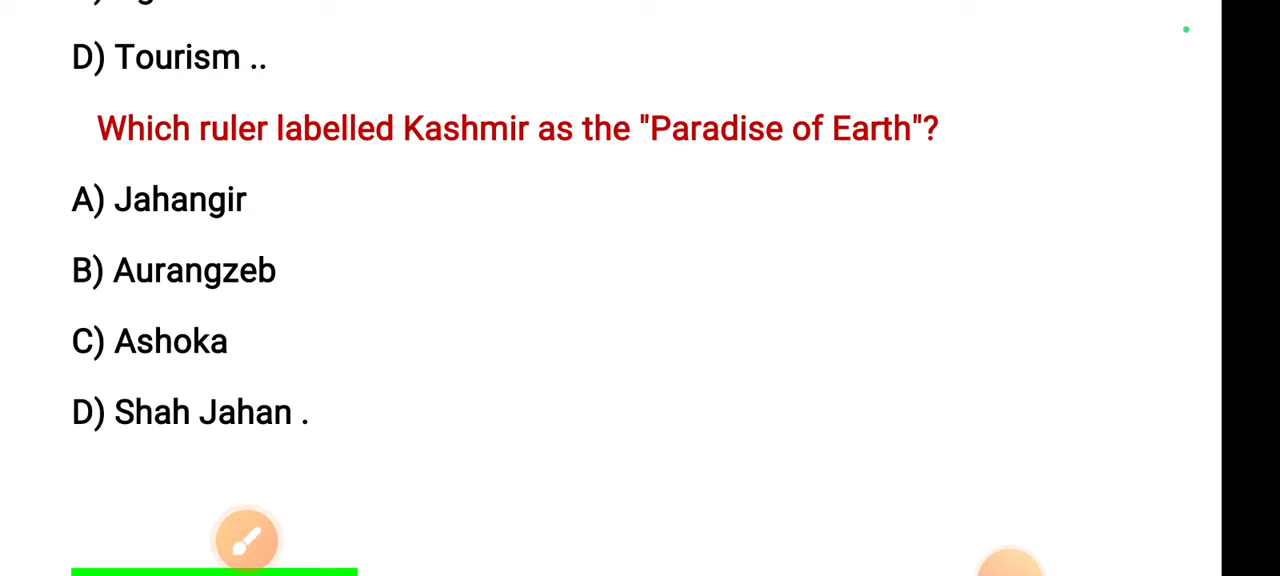 D) Tourism ..
Which ruler labelled Kashmir as the "Paradise of Earth"?
A) Jahangir
B) Aurangzeb
C) Ashoka
D) Shah Jahan .